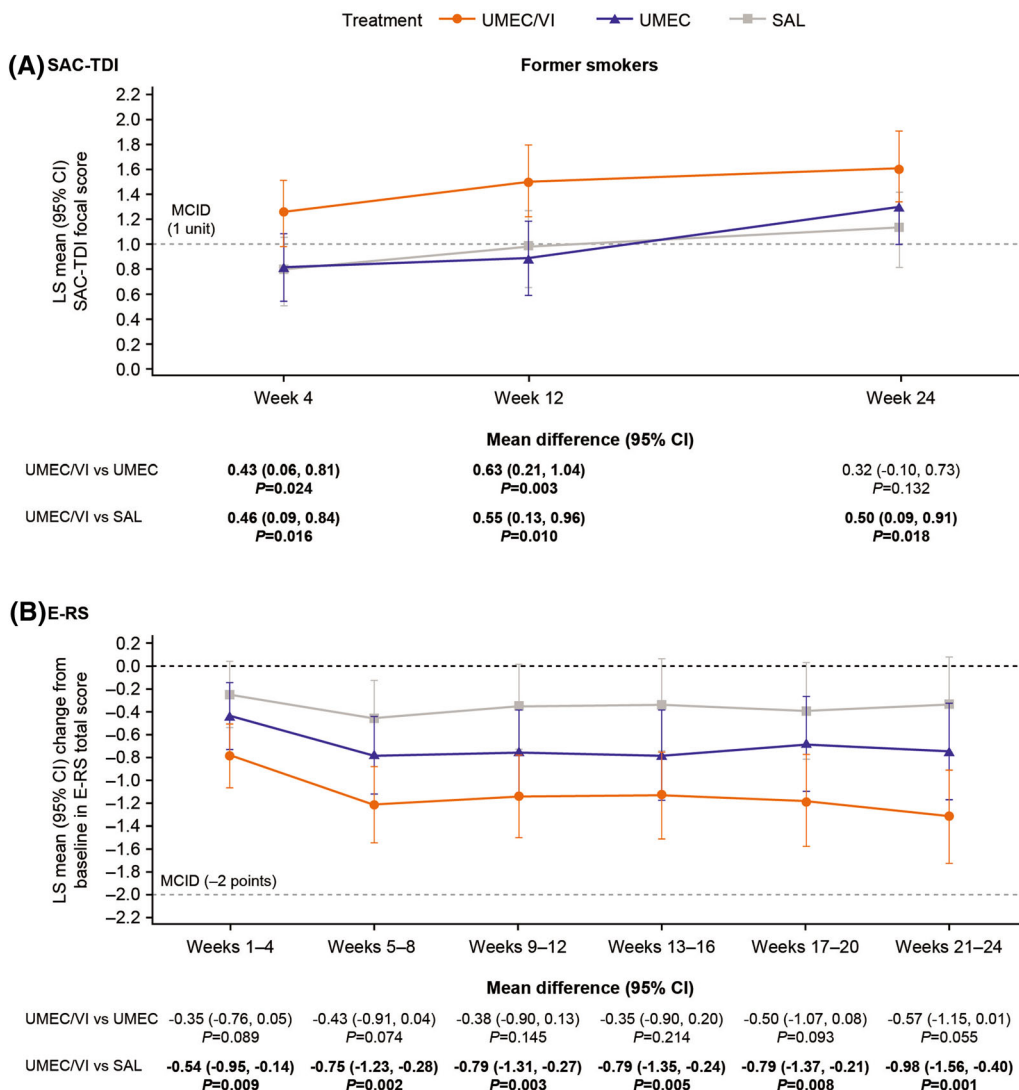 Treatment UMEC/VI UMEC SAL
(A) SAC-TDI
Former smokers
LS mean (95% CI)
SAC-TDI focal score
2.2
2.0
1.8
1.6
1.4
1.2
1.0
0.8
0.6
0.4
0.2
0.0
MCID
(1 unit)
Week 4 Week 12 Week 24
Mean difference (95% CI)
UMEC/VI vs UMEC 0.43 (0.06, 0.81) 0.63 (0.21, 1.04) 0.32 (-0.10, 0.73)
P=0.024 P=0.003 P=0.132
UMEC/VI vs SAL 0.46 (0.09, 0.84) 0.55 (0.13, 0.96) 0.50 (0.09, 0.91)
P=0.016 P=0.010 P=0.018
(B) E-RS
LS mean (95% CI) change from
baseline in E-RS total score
0.2
0.0
−0.2
−0.4
−0.6
−0.8
−1.0
−1.2
−1.4
−1.6
−1.8
−2.0
−2.2
MCID (−2 points)
Weeks 1–4 Weeks 5–8 Weeks 9–12 Weeks 13–16 Weeks 17–20 Weeks 21–24
Mean difference (95% CI)
UMEC/VI vs UMEC -0.35 (-0.76, 0.05) -0.43 (-0.91, 0.04) -0.38 (-0.90, 0.13) -0.35 (-0.90, 0.20) -0.50 (-1.07, 0.08) -0.57 (-1.15, 0.01)
P=0.089 P=0.074 P=0.145 P=0.214 P=0.093 P=0.055
UMEC/VI vs SAL -0.54 (-0.95, -0.14) -0.75 (-1.23, -0.28) -0.79 (-1.31, -0.27) -0.79 (-1.35, -0.24) -0.79 (-1.37, -0.21) -0.98 (-1.56, -0.40)
P=0.009 P=0.002 P=0.003 P=0.005 P=0.008 P=0.001